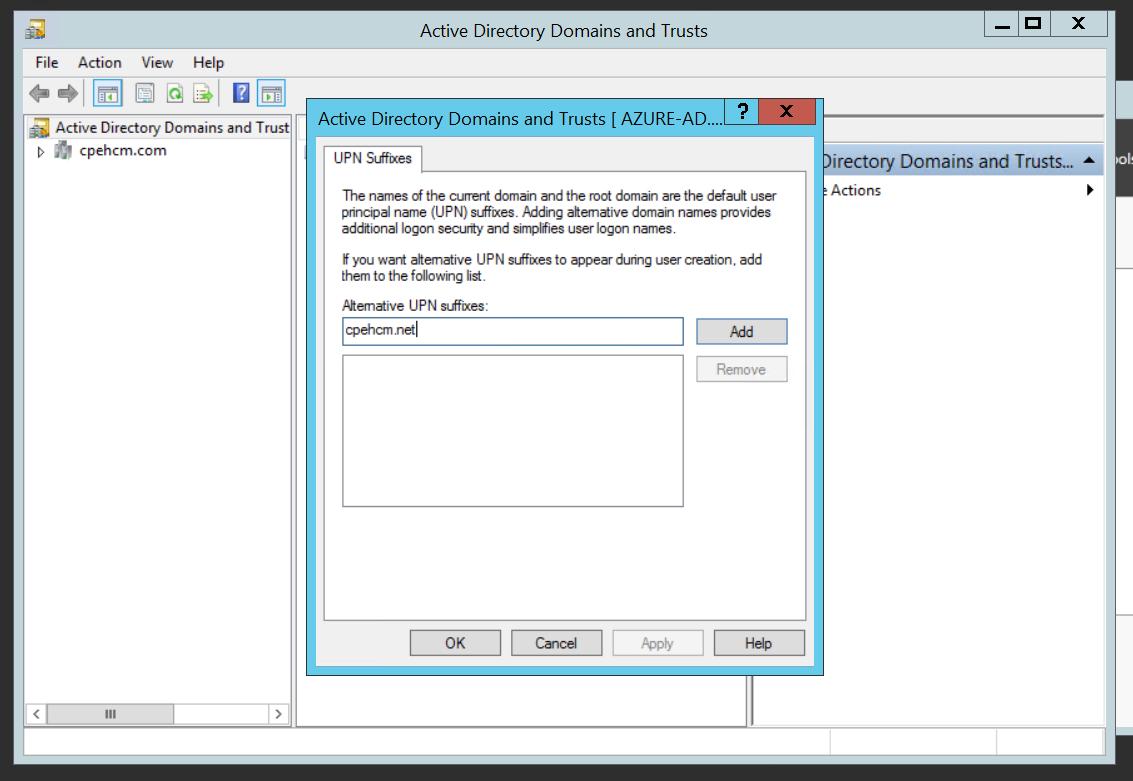 Active Directory Domains and Trusts
File Action View Help
Active Directory Domains and Trust
cpehcm.com
Active Directory Domains and Trusts [ AZURE-AD....
? X
UPN Suffixes
The names of the current domain and the root domain are the default user
principal name (UPN) suffixes. Adding alternative domain names provides
additional logon security and simplifies user logon names.
If you want alternative UPN suffixes to appear during user creation, add
them to the following list.
Alternative UPN suffixes:
cpehcm.net
Add
Remove
OK Cancel Apply Help
Directory Domains and Trusts...
e Actions
ols